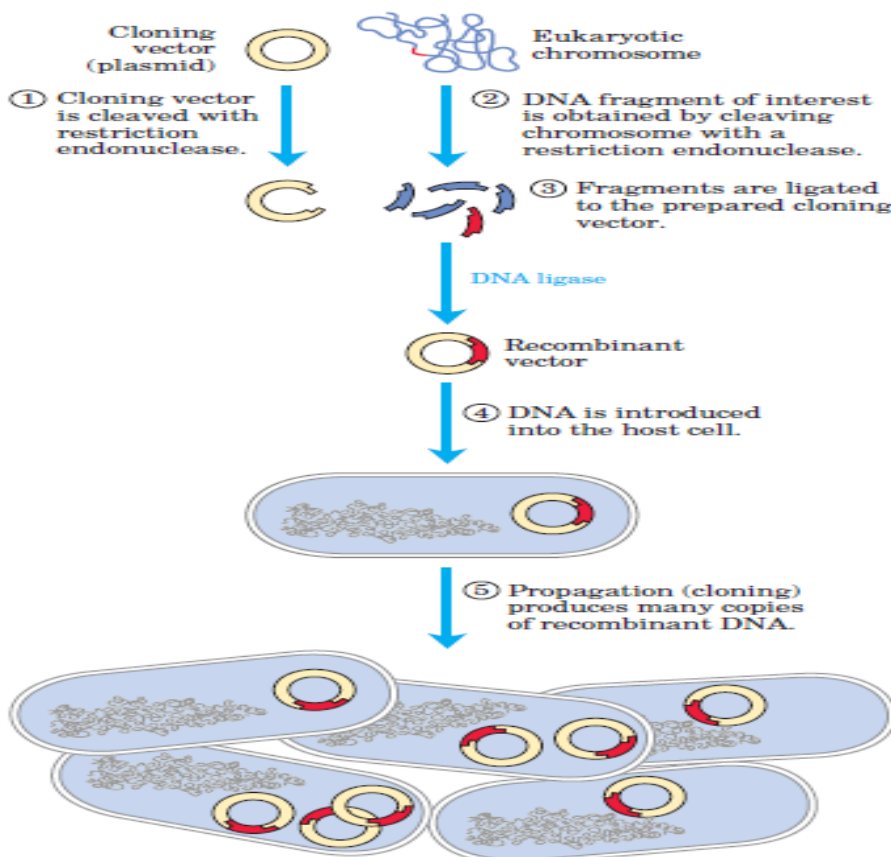 Cloning
vector
(plasmid)
Eukaryotic
chromosome
① Cloning vector
is cleaved with
restriction
endonuclease.
② DNA fragment of interest
is obtained by cleaving
chromosome with a
restriction endonuclease.
③ Fragments are ligated
to the prepared cloning
vector.
DNA ligase
Recombinant
vector
④ DNA is introduced
into the host cell.
⑤ Propagation (cloning)
produces many copies
of recombinant DNA.